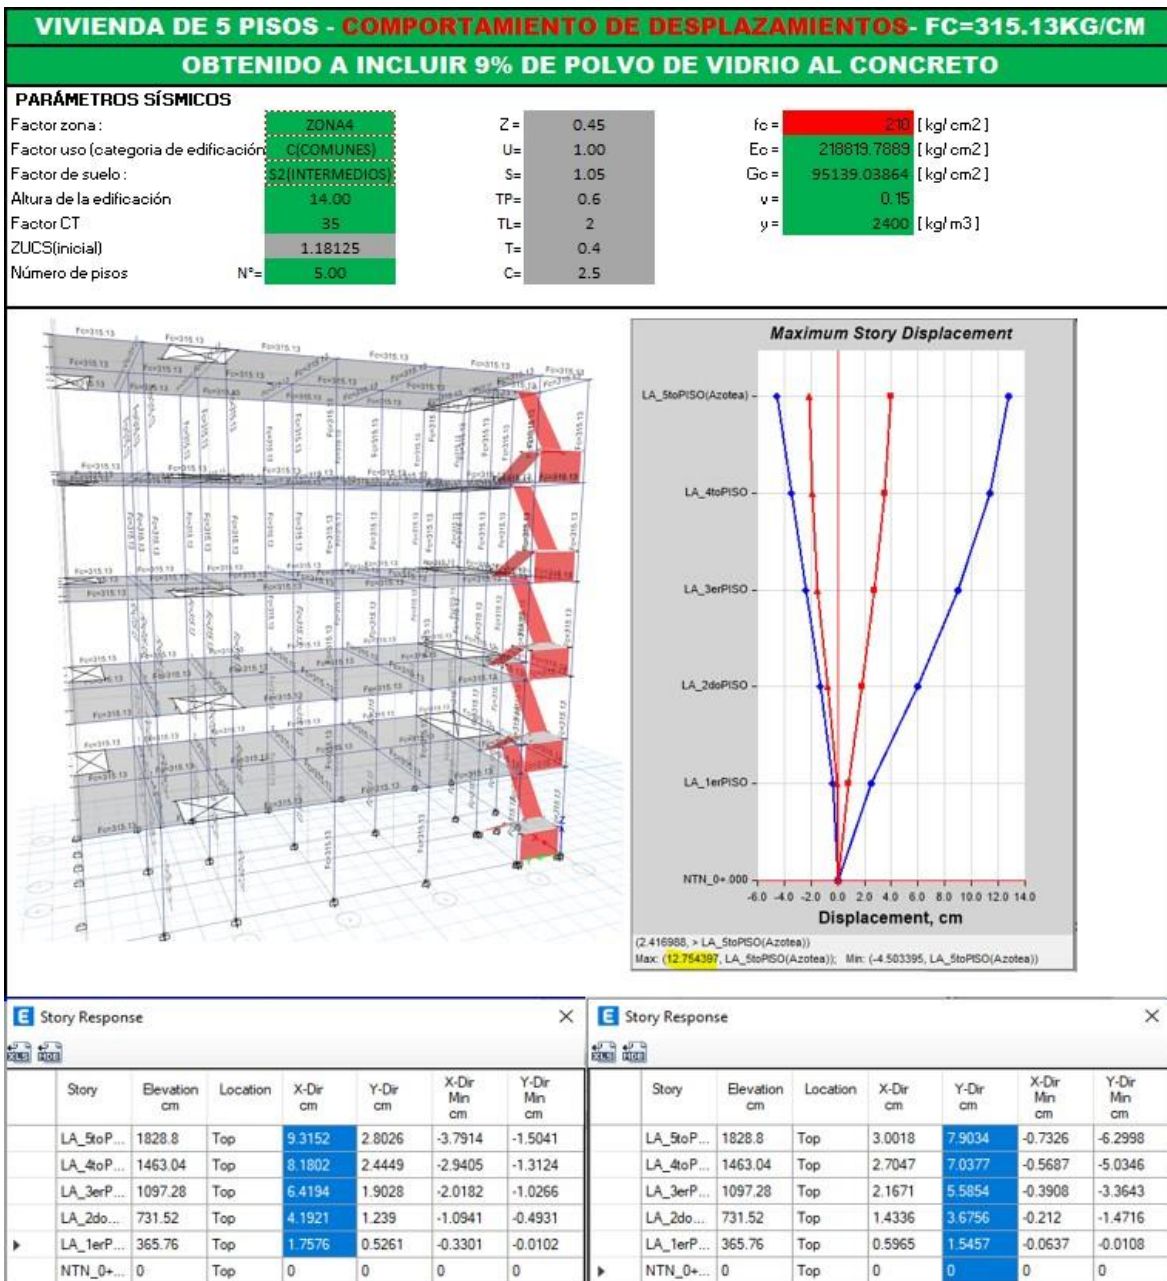 VIVIENDA DE 5 PISOS - COMPORTAMIENTO DE DESPLAZAMIENTOS- FC=315.13KG/CM
OBTENIDO A INCLUIR 9% DE POLVO DE VIDRIO AL CONCRETO
PARÁMETROS SÍSMICOS
Factor zona : ZONA4 Z = 0.45 fc = 210 [ kg/ cm2 ]
Factor uso (categoria de edificación C(COMUNES) U= 1.00 Ec = 218819.7889 [ kg/ cm2 ]
Factor de suelo : S2(INTERMEDIOS) S= 1.05 Gc = 95139.03864 [ kg/ cm2 ]
Altura de la edificación 14.00 TP= 0.6 v = 0.15
Factor CT 35 TL= 2 y = 2400 [ kg/ m3 ]
ZUCS(inicial) 1.18125 T= 0.4
Número de pisos N°= 5.00 C= 2.5
Fc=315.13
Maximum Story Displacement
LA_5toPISO(Azotea)
LA_4toPISO
LA_3erPISO
LA_2doPISO
LA_1erPISO
NTN_0+.000
-6.0 -4.0 -2.0 0.0 2.0 4.0 6.0 8.0 10.0 12.0 14.0
Displacement, cm
(2.416988, > LA_5toPISO(Azotea))
Max: (12.754397, LA_5toPISO(Azotea)); Min: (-4.503395, LA_5toPISO(Azotea))
E Story Response
XLS MDB
Story Elevation cm Location X-Dir cm Y-Dir cm X-Dir Min cm Y-Dir Min cm
LA_5toP... 1828.8 Top 9.3152 2.8026 -3.7914 -1.5041
LA_4toP... 1463.04 Top 8.1802 2.4449 -2.9405 -1.3124
LA_3erP... 1097.28 Top 6.4194 1.9028 -2.0182 -1.0266
LA_2do... 731.52 Top 4.1921 1.239 -1.0941 -0.4931
LA_1erP... 365.76 Top 1.7576 0.5261 -0.3301 -0.0102
NTN_0+... 0 Top 0 0 0 0
E Story Response
XLS MDB
Story Elevation cm Location X-Dir cm Y-Dir cm X-Dir Min cm Y-Dir Min cm
LA_5toP... 1828.8 Top 3.0018 7.9034 -0.7326 -6.2998
LA_4toP... 1463.04 Top 2.7047 7.0377 -0.5687 -5.0346
LA_3erP... 1097.28 Top 2.1671 5.5854 -0.3908 -3.3643
LA_2do... 731.52 Top 1.4336 3.6756 -0.212 -1.4716
LA_1erP... 365.76 Top 0.5965 1.5457 -0.0637 -0.0108
NTN_0+... 0 Top 0 0 0 0